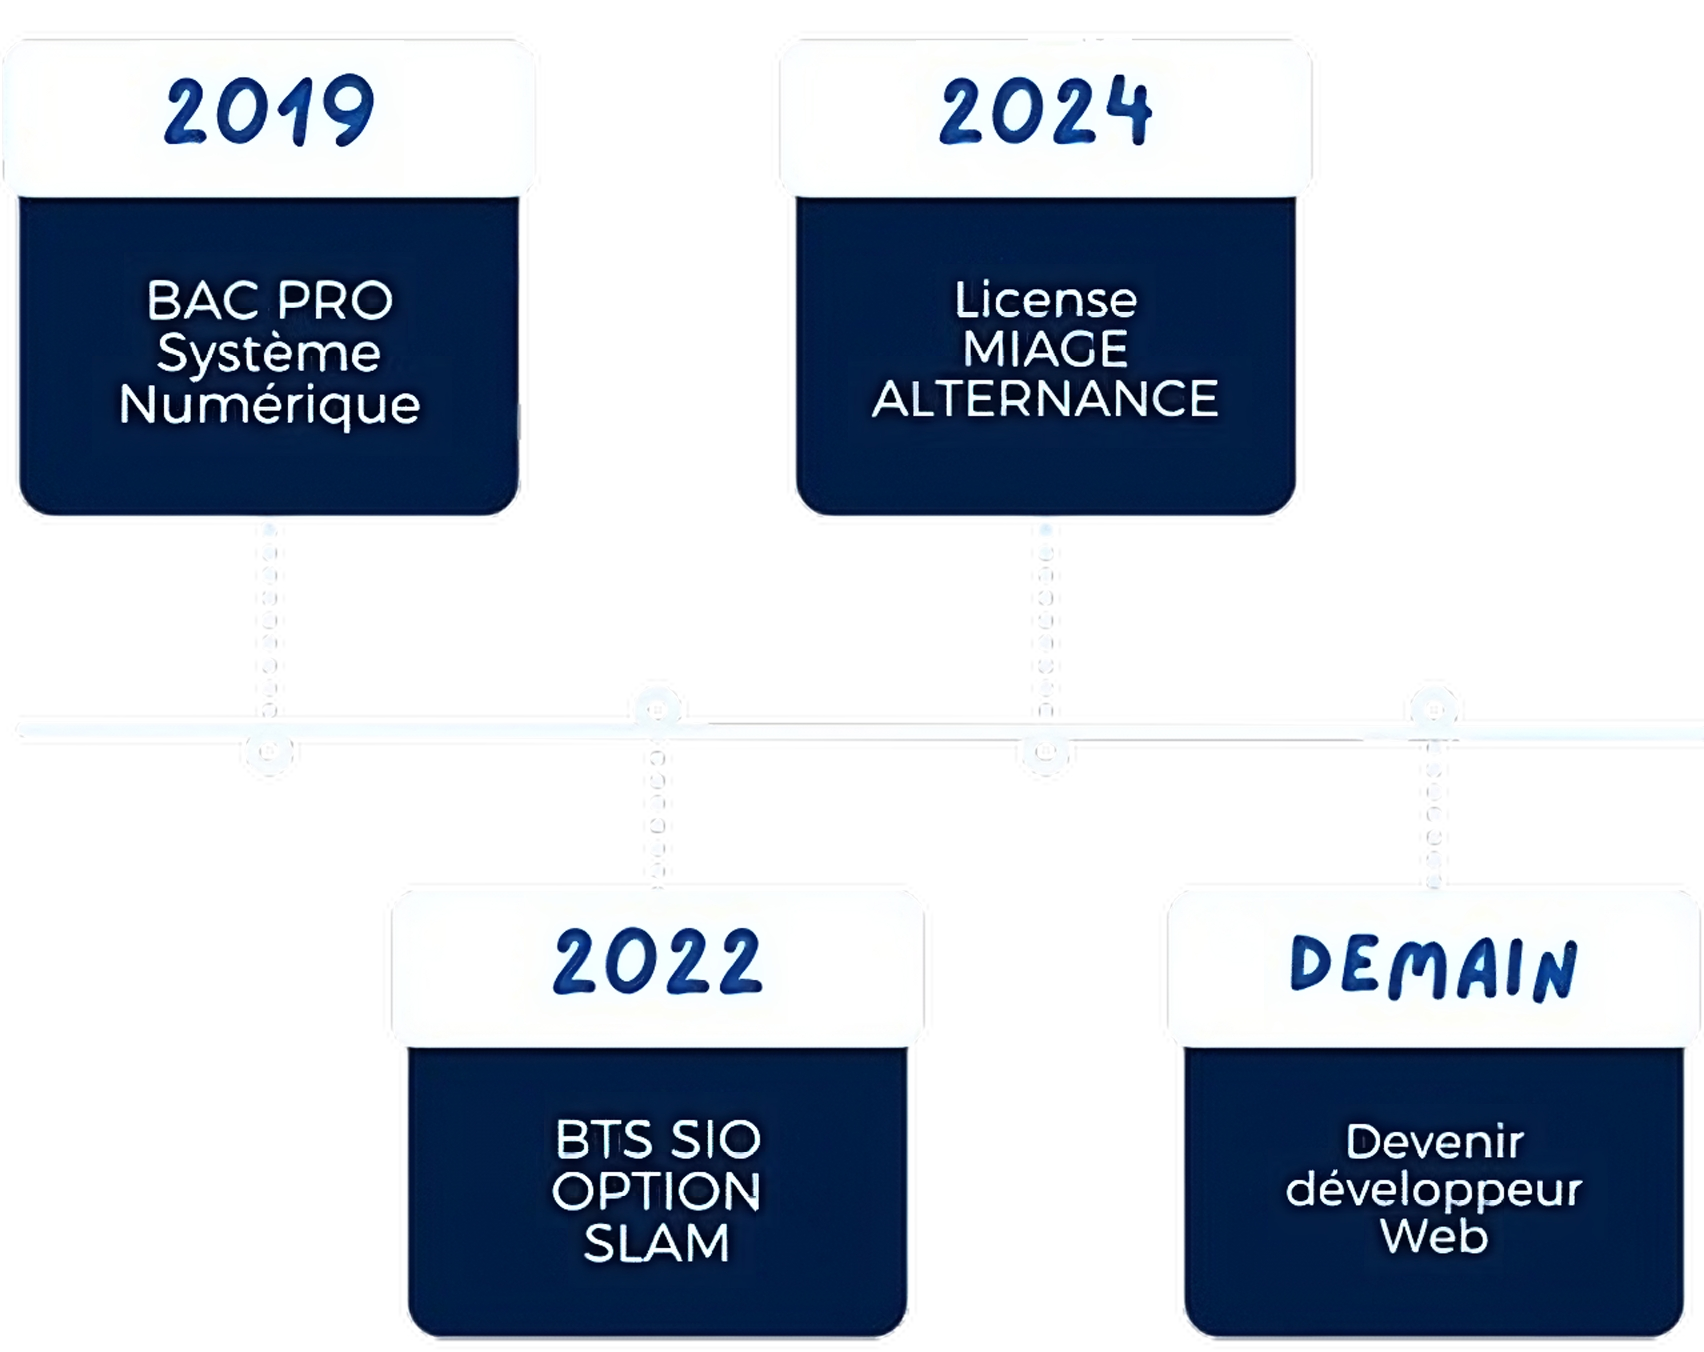 2019
BAC PRO
Système
Numérique
2022
BTS SIO
OPTION
SLAM
2024
License
MIAGE
ALTERNANCE
DEMAIN
Devenir
développeur
Web